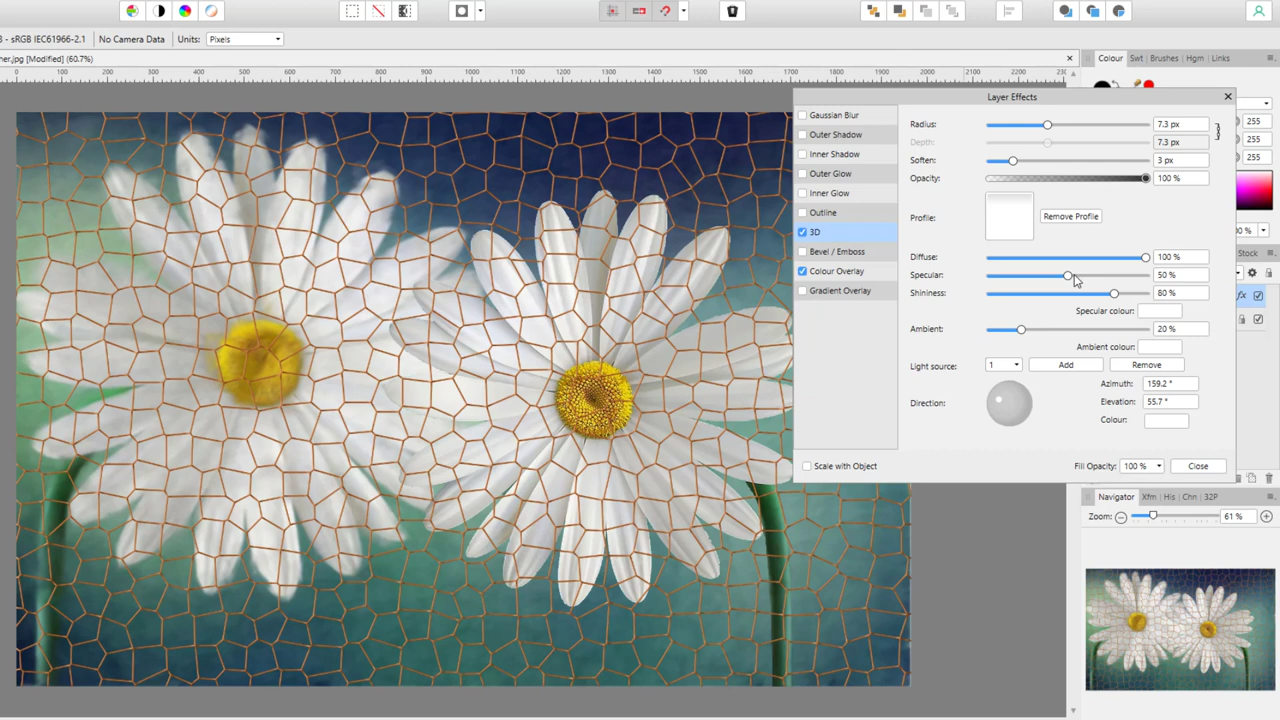 3 - sRGB IEC61966-2.1 No Camera Data Units: Pixels
ner.jpg [Modified] (60.7%)
0 100 200 300 400 500 600 700 800 900 1000 1100 1200 1300 1400 1500 1600 1700 1800 1900 2000 2100 2200 230
Layer Effects
Gaussian Blur
Outer Shadow
Inner Shadow
Outer Glow
Inner Glow
Outline
3D
Bevel / Emboss
Colour Overlay
Gradient Overlay
Scale with Object
Radius: 7.3 px
Depth: 7.3 px
Soften: 3 px
Opacity: 100 %
Profile: Remove Profile
Diffuse: 100 %
Specular: 50 %
Shininess: 80 %
Specular colour:
Ambient: 20 %
Ambient colour:
Light source: 1 Add Remove
Azimuth: 159.2 °
Direction: Elevation: 55.7 °
Colour:
Fill Opacity: 100 % Close
Colour Swt Brushes Hgm Links
255
255
255
00 %
Stock
fx
Navigator Xfm His Chn 32P
Zoom: 61 %